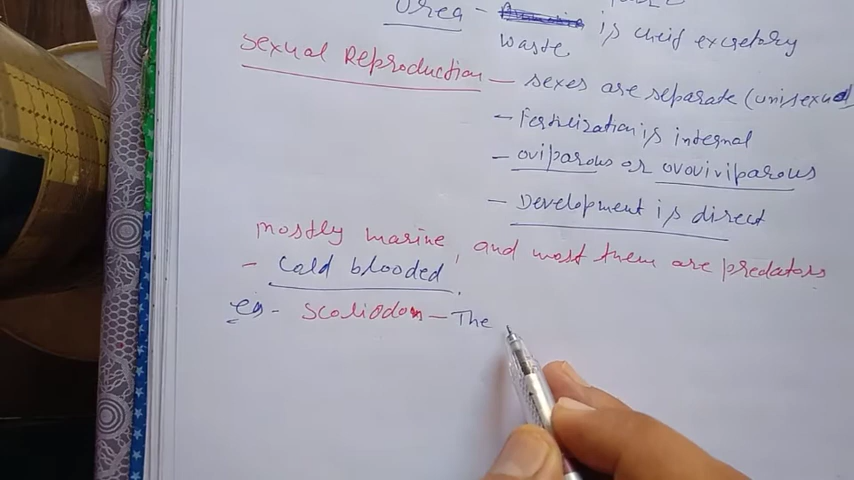 Urea - is chief excretory
waste
Sexual Reproduction — sexes are separate (unisexual)
- Fertilization is internal
- oviparous or ovoviviparous
- Development is direct
mostly marine, and most them are predators
- Cold blooded
eg - Scoliodon — The